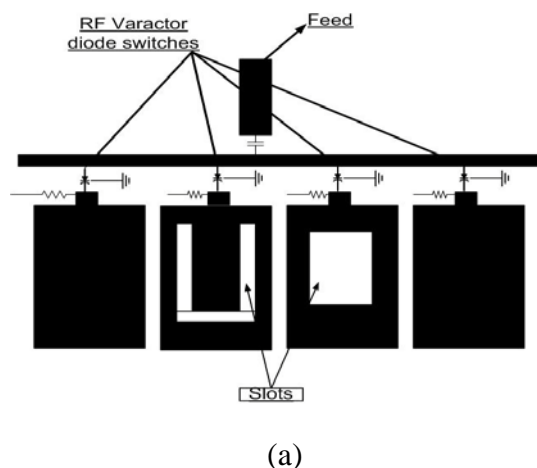 RF Varactor
diode switches
Feed
Slots
(a)